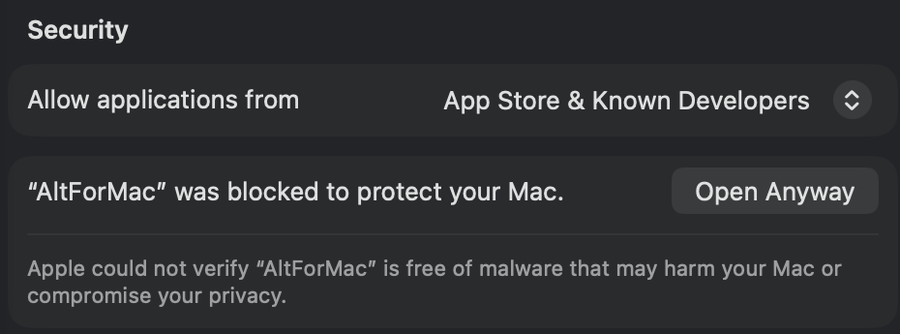 Security
Allow applications from App Store & Known Developers
“AltForMac” was blocked to protect your Mac. Open Anyway
Apple could not verify “AltForMac” is free of malware that may harm your Mac or
compromise your privacy.